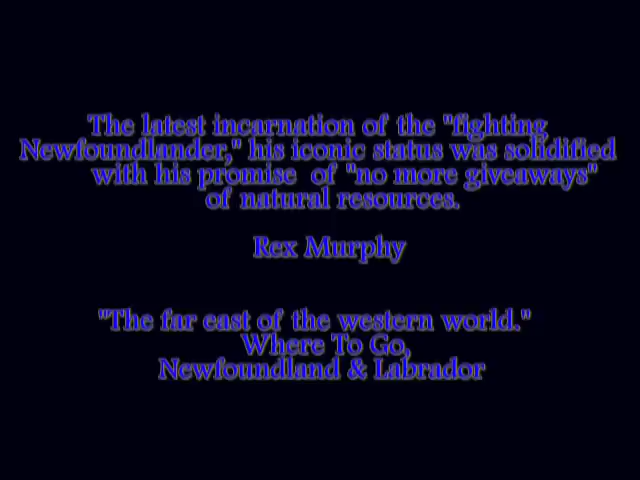 The latest incarnation of the "fighting
Newfoundlander," his iconic status was solidified
with his promise of "no more giveaways"
of natural resources.
Rex Murphy
"The far east of the western world."
Where To Go,
Newfoundland & Labrador